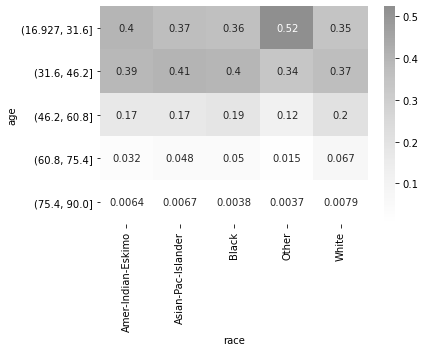 (16.927, 31.6] 0.4 0.37 0.36 0.52 0.35
(31.6, 46.2] 0.39 0.41 0.4 0.34 0.37
(46.2, 60.8] 0.17 0.17 0.19 0.12 0.2
(60.8, 75.4] 0.032 0.048 0.05 0.015 0.067
(75.4, 90.0] 0.0064 0.0067 0.0038 0.0037 0.0079
age
Amer-Indian-Eskimo
Asian-Pac-Islander
Black
Other
White
race
0.5
0.4
0.3
0.2
0.1